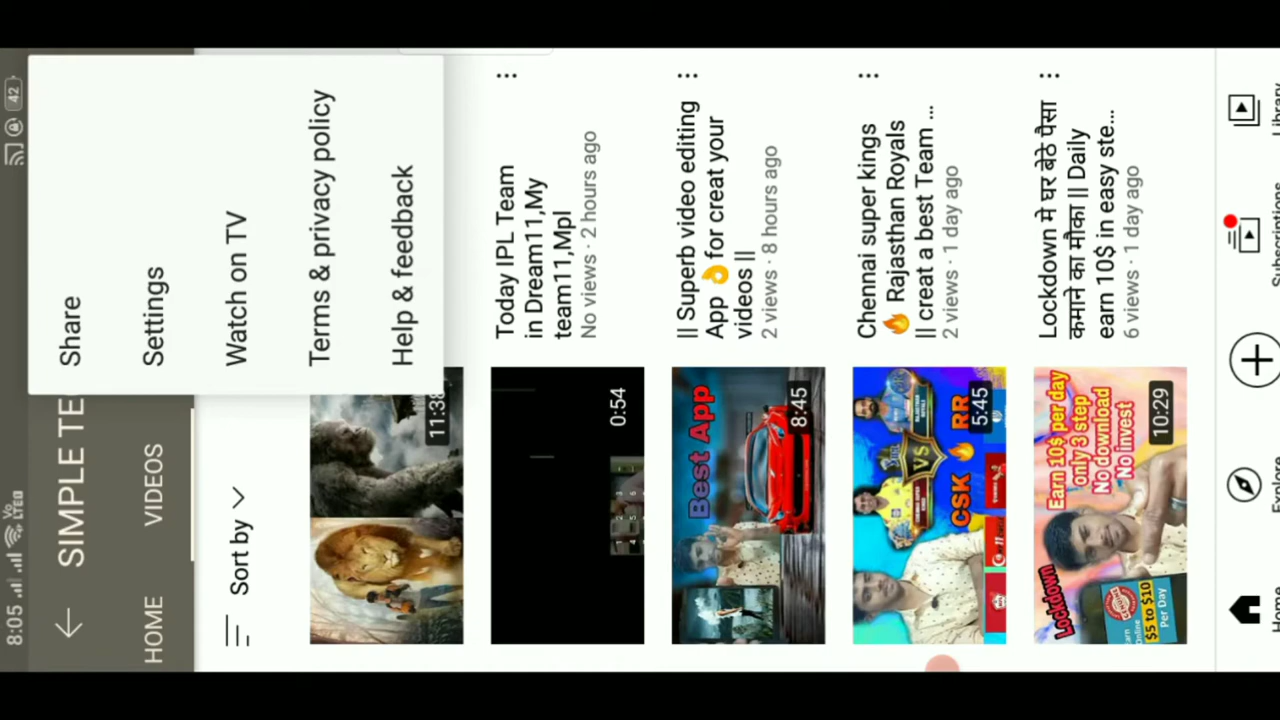 8:05
Vo LTE
42
SIMPLE TE
HOME
VIDEOS
Share
Settings
Watch on TV
Terms & privacy policy
Help & feedback
Sort by
11:38
Today IPL Team
in Dream11,My
team11,Mpl
No views · 2 hours ago
0:54
|| Superb video editing
App 👌 for creat your
videos ||
2 views · 8 hours ago
Best App
8:45
Chennai super kings
🔥 Rajasthan Royals
|| creat a best Team ...
2 views · 1 day ago
VS
CSK 🔥 RR
5:45
Lockdown मे घर बेठे पैसा
कमाने का मौका || Daily
earn 10$ in easy ste...
6 views · 1 day ago
Earn 10$ per day
only 3 step
No download
No invest
10:29
Lockdown
Earn
Online
$5 to $10
Per Day
Home
Explore
Subscriptions
Library